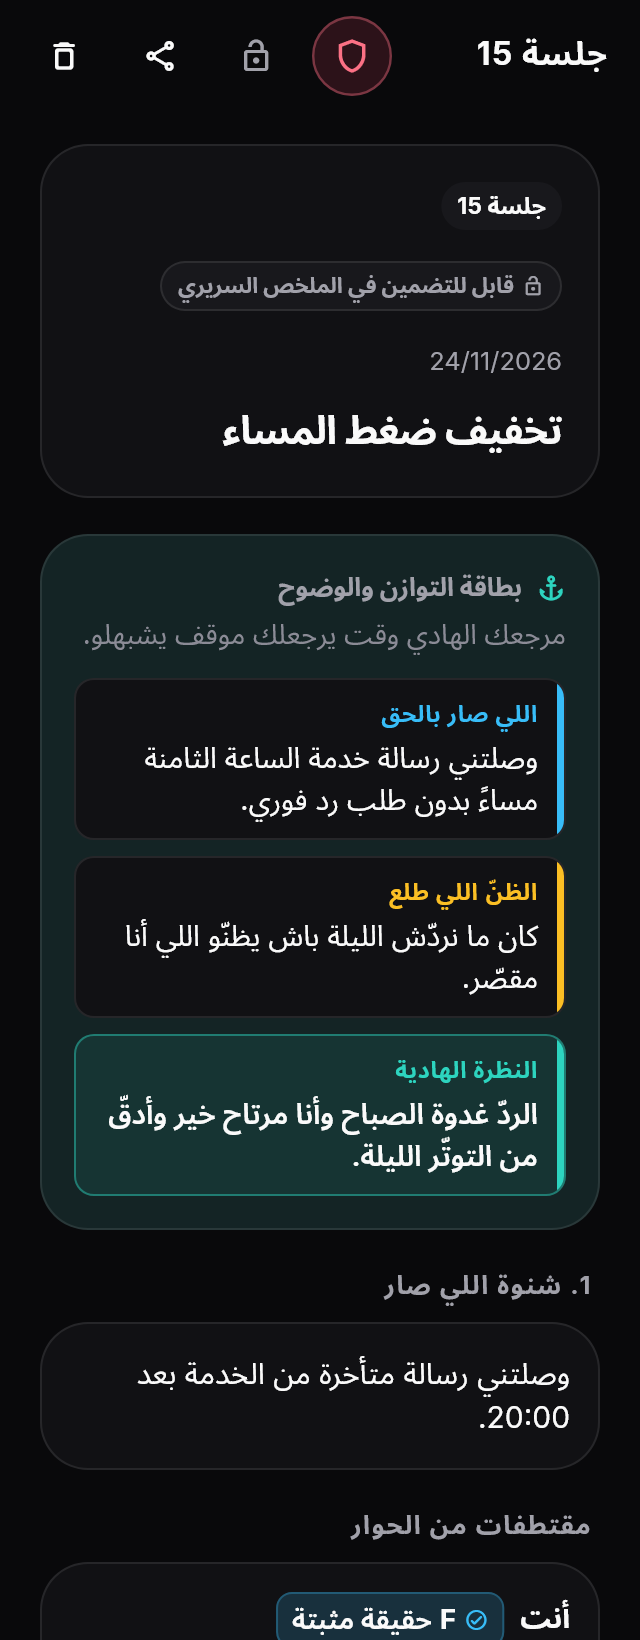 جلسة 15
جلسة 15
قابل للتضمين في الملخص السريري
24/11/2026
تخفيف ضغط المساء
بطاقة التوازن والوضوح
مرجعك الهادي وقت يرجعلك موقف يشبهلو.
اللي صار بالحق
وصلتني رسالة خدمة الساعة الثامنة
مساءً بدون طلب رد فوري.
الظنّ اللي طلع
كان ما نردّش الليلة باش يظنّو اللي أنا
مقصّر.
النظرة الهادية
الردّ غدوة الصباح وأنا مرتاح خير وأدقّ
من التوتّر الليلة.
1. شنوة اللي صار
وصلتني رسالة متأخرة من الخدمة بعد
20:00.
مقتطفات من الحوار
أنت F حقيقة مثبتة